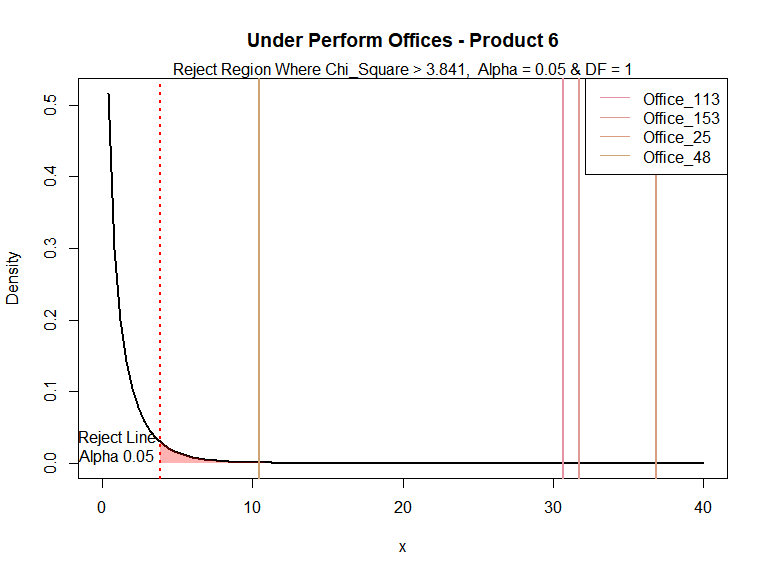 Under Perform Offices - Product 6
Reject Region Where Chi_Square > 3.841,  Alpha = 0.05 & DF = 1
Office_113
Office_153
Office_25
Office_48
Density
0.5
0.4
0.3
0.2
0.1
0.0
Reject Line
Alpha 0.05
0
10
20
30
40
x